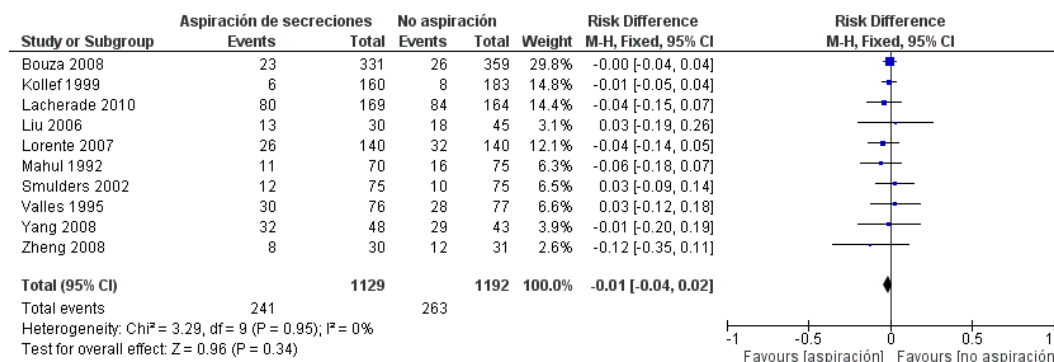 Aspiración de secreciones No aspiración Risk Difference Risk Difference
Study or Subgroup Events Total Events Total Weight M-H, Fixed, 95% CI M-H, Fixed, 95% CI
Bouza 2008 23 331 26 359 29.8% -0.00 [-0.04, 0.04]
Kollef 1999 6 160 8 183 14.8% -0.01 [-0.05, 0.04]
Lacherade 2010 80 169 84 164 14.4% -0.04 [-0.15, 0.07]
Liu 2006 13 30 18 45 3.1% 0.03 [-0.19, 0.26]
Lorente 2007 26 140 32 140 12.1% -0.04 [-0.14, 0.05]
Mahul 1992 11 70 16 75 6.3% -0.06 [-0.18, 0.07]
Smulders 2002 12 75 10 75 6.5% 0.03 [-0.09, 0.14]
Valles 1995 30 76 28 77 6.6% 0.03 [-0.12, 0.18]
Yang 2008 32 48 29 43 3.9% -0.01 [-0.20, 0.19]
Zheng 2008 8 30 12 31 2.6% -0.12 [-0.35, 0.11]
Total (95% CI) 1129 1192 100.0% -0.01 [-0.04, 0.02]
Total events 241 263
Heterogeneity: Chi² = 3.29, df = 9 (P = 0.95); I² = 0%
Test for overall effect: Z = 0.96 (P = 0.34)
-1 -0.5 0 0.5 1
Favours [aspiración] Favours [no aspiración